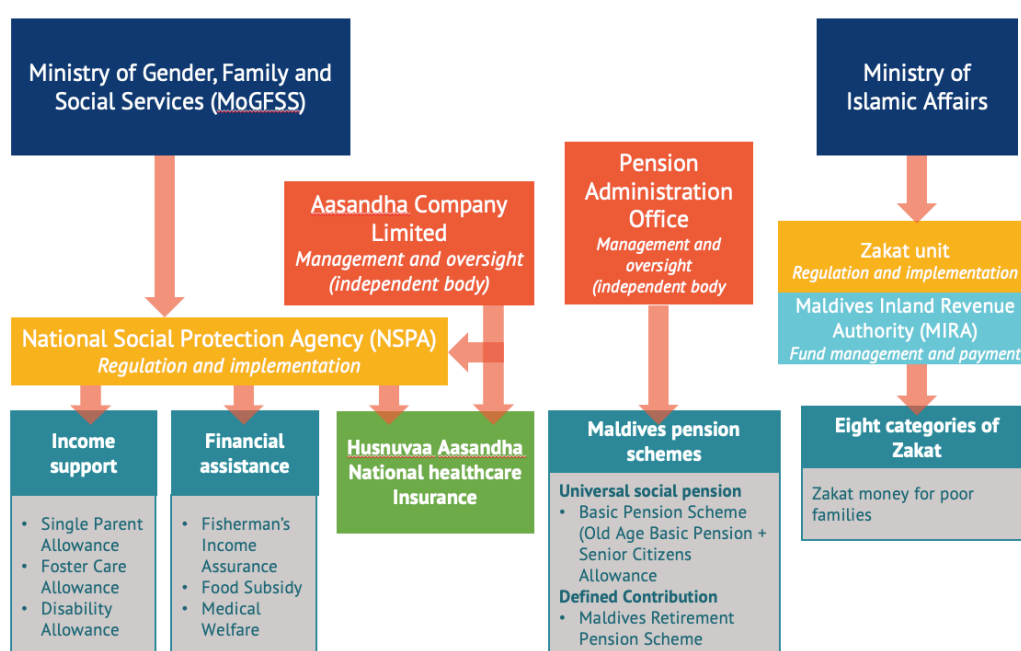 Ministry of Gender, Family and
Social Services (MoGFSS)
Ministry of
Islamic Affairs
Aasandha Company
Limited
Management and oversight
(independent body)
Pension
Administration
Office
Management and
oversight
(independent body
Zakat unit
Regulation and implementation
Maldives Inland Revenue
Authority (MIRA)
Fund management and payment
National Social Protection Agency (NSPA)
Regulation and implementation
Income
support
• Single Parent
Allowance
• Foster Care
Allowance
• Disability
Allowance
Financial
assistance
• Fisherman's
Income
Assurance
• Food Subsidy
• Medical
Welfare
Husnuvaa Aasandha
National healthcare
Insurance
Maldives pension
schemes
Universal social pension
• Basic Pension Scheme
(Old Age Basic Pension +
Senior Citizens
Allowance
Defined Contribution
• Maldives Retirement
Pension Scheme
Eight categories of
Zakat
Zakat money for poor
families